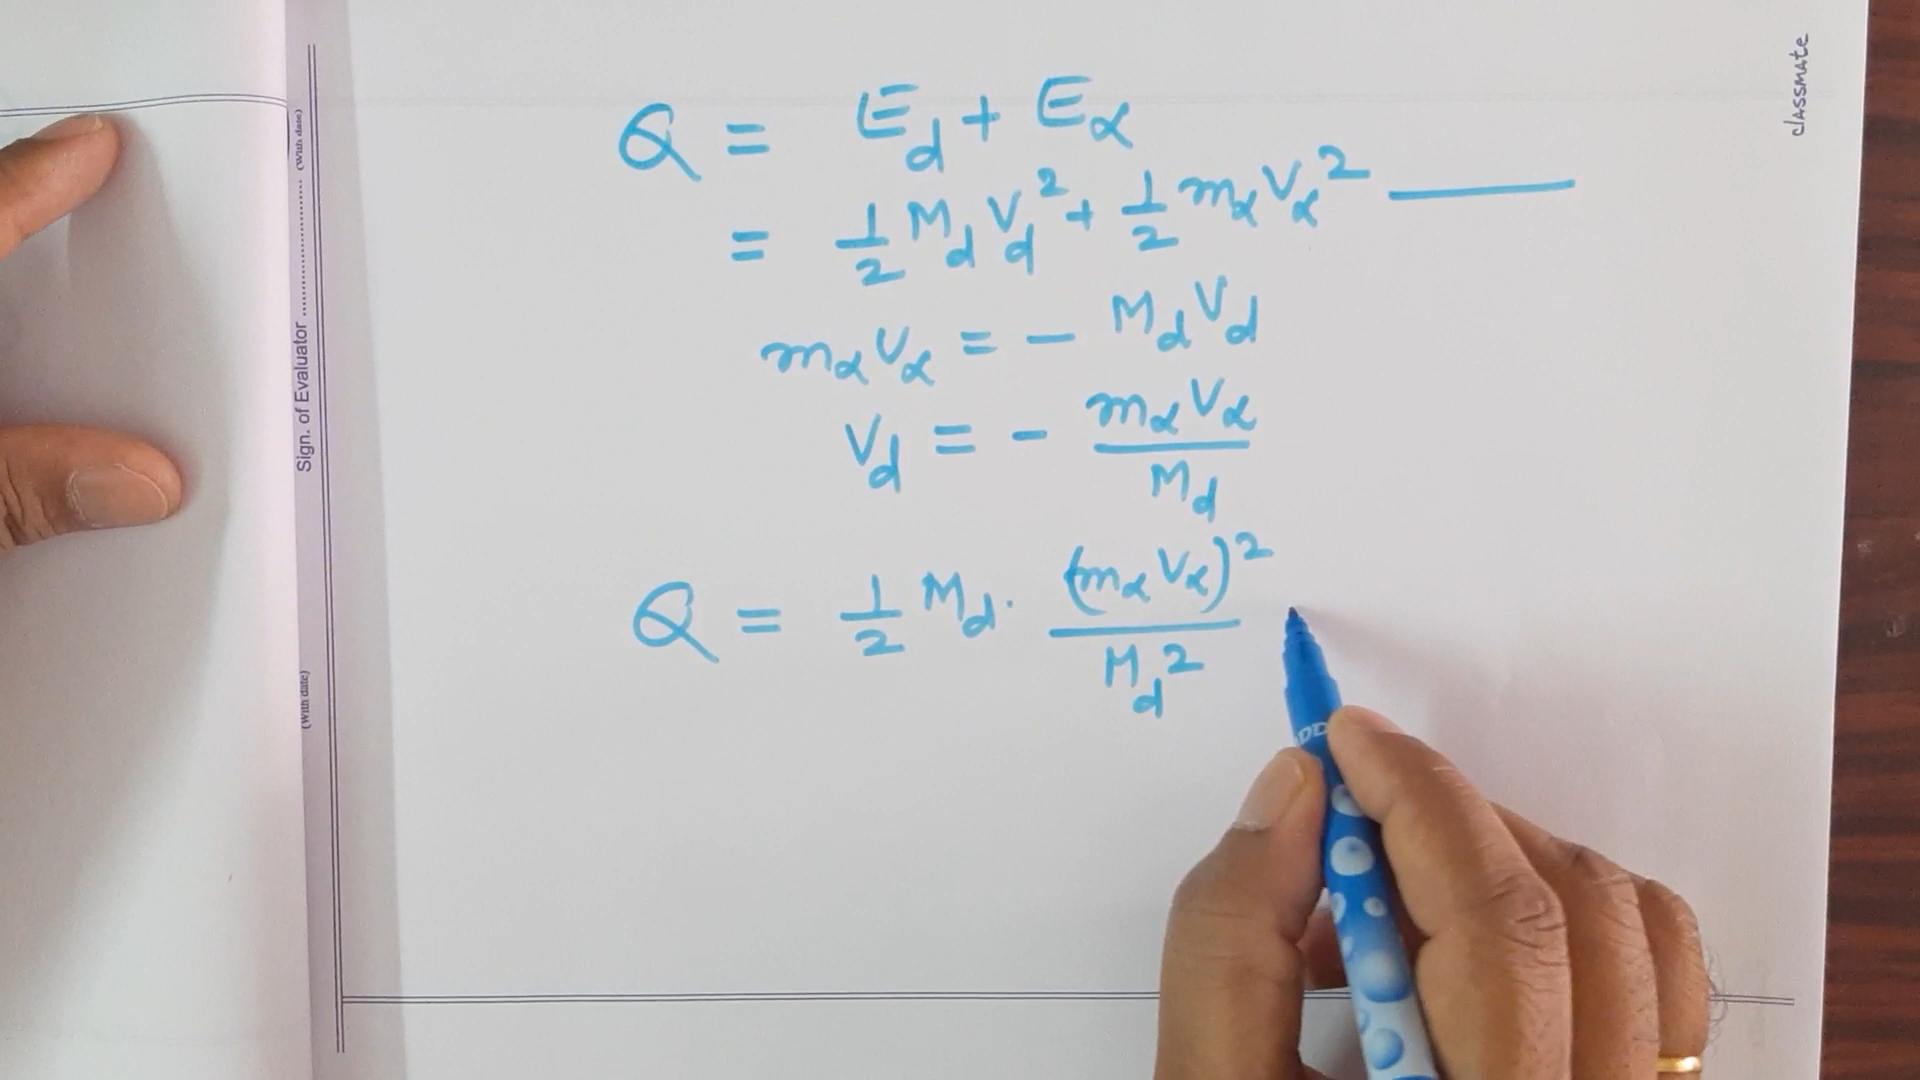 classmate
Q = E_d + E_α
= 1/2 M_d V_d² + 1/2 m_α V_α² ———
m_α V_α = - M_d V_d
V_d = - m_α V_α / M_d
Q = 1/2 M_d · (m_α V_α)² / M_d²
Sign. of Evaluator .................... (With date)
(With date)
ADD